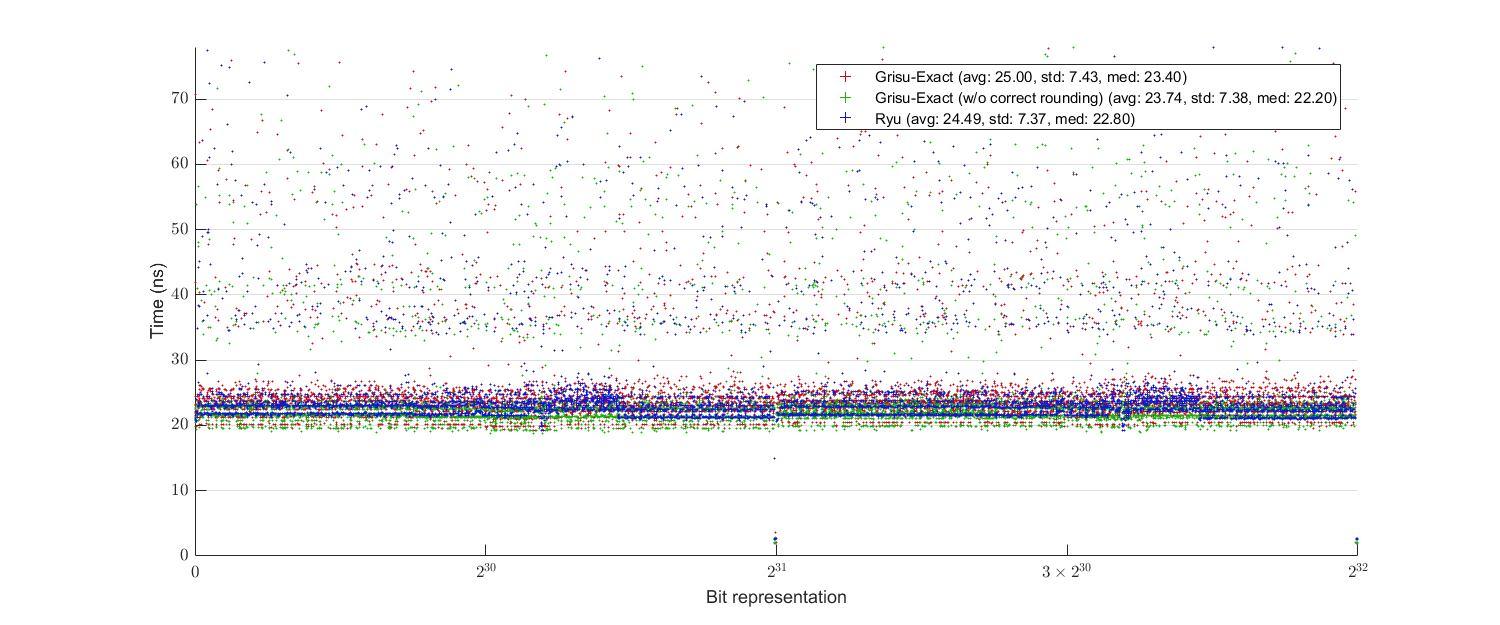 Grisu-Exact (avg: 25.00, std: 7.43, med: 23.40)
Grisu-Exact (w/o correct rounding) (avg: 23.74, std: 7.38, med: 22.20)
Ryu (avg: 24.49, std: 7.37, med: 22.80)
Time (ns)
70
60
50
40
30
20
10
0
0 2^30 2^31 3 × 2^30 2^32
Bit representation